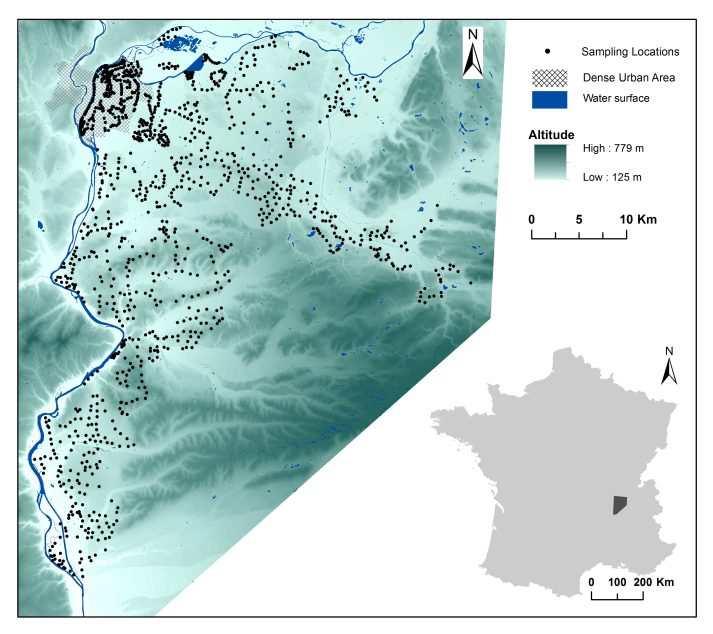 N
Sampling Locations
Dense Urban Area
Water surface
Altitude
High : 779 m
Low : 125 m
0 5 10 Km
N
0 100 200 Km